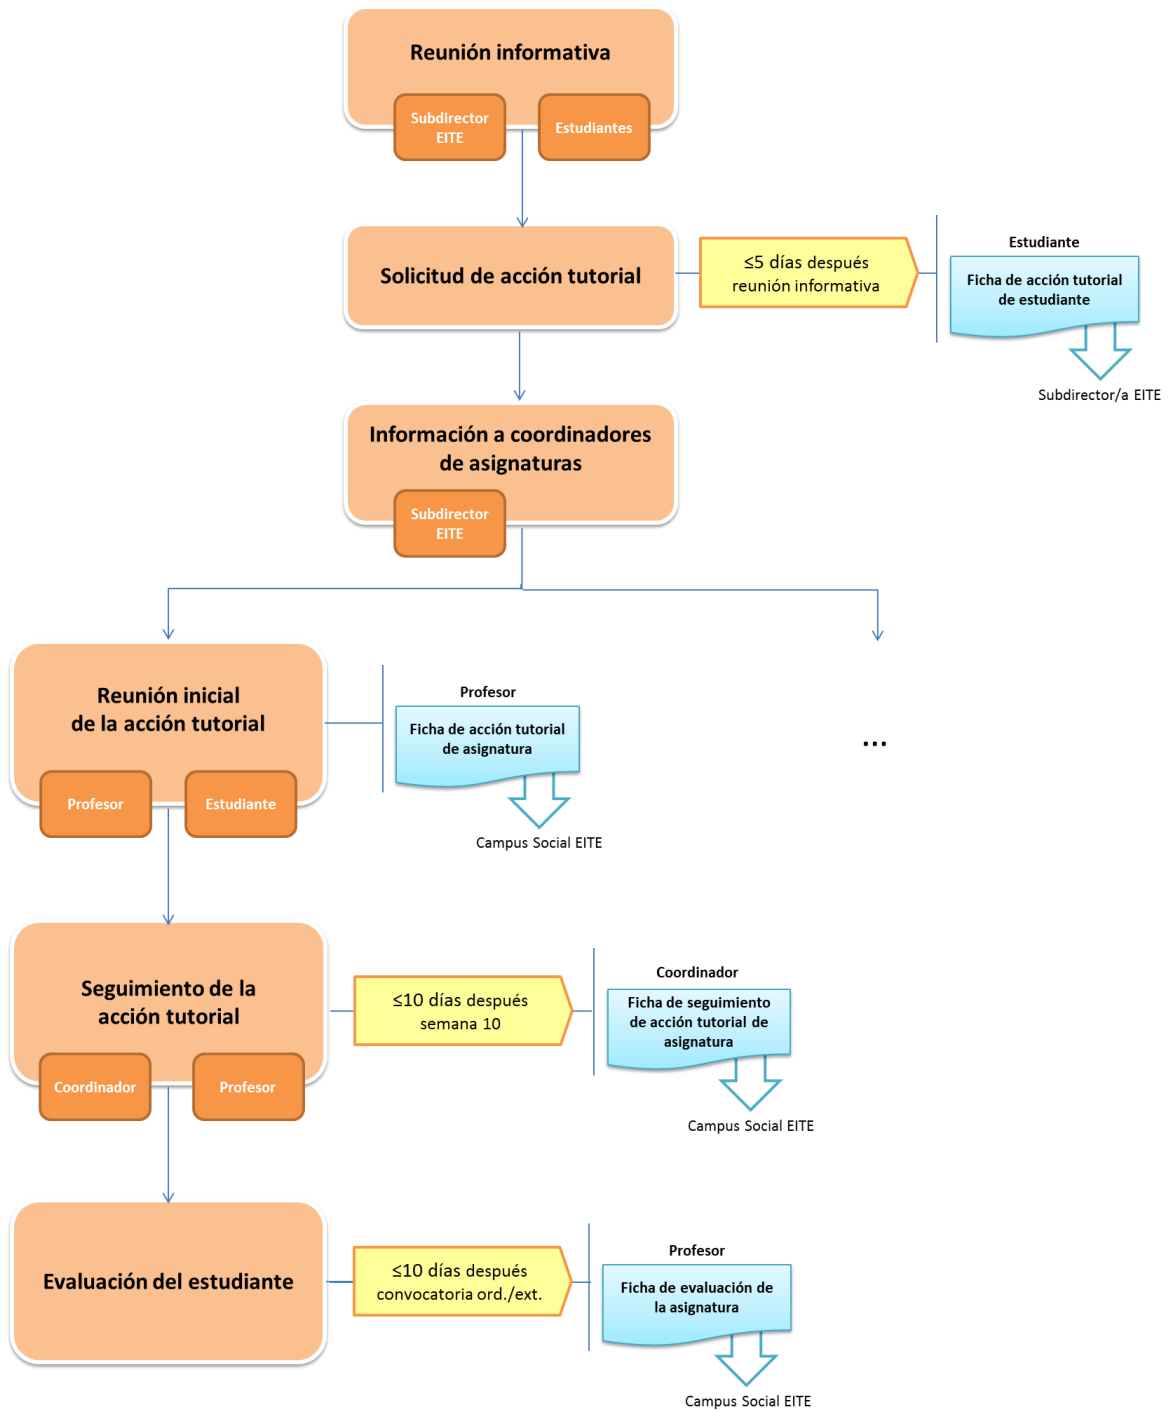 Reunión informativa
Subdirector
EITE
Estudiantes
Solicitud de acción tutorial
≤5 días después
reunión informativa
Estudiante
Ficha de acción tutorial
de estudiante
Subdirector/a EITE
Información a coordinadores
de asignaturas
Subdirector
EITE
Reunión inicial
de la acción tutorial
Profesor
Estudiante
Profesor
Ficha de acción tutorial
de asignatura
Campus Social EITE
...
Seguimiento de la
acción tutorial
Coordinador
Profesor
≤10 días después
semana 10
Coordinador
Ficha de seguimiento
de acción tutorial de
asignatura
Campus Social EITE
Evaluación del estudiante
≤10 días después
convocatoria ord./ext.
Profesor
Ficha de evaluación de
la asignatura
Campus Social EITE